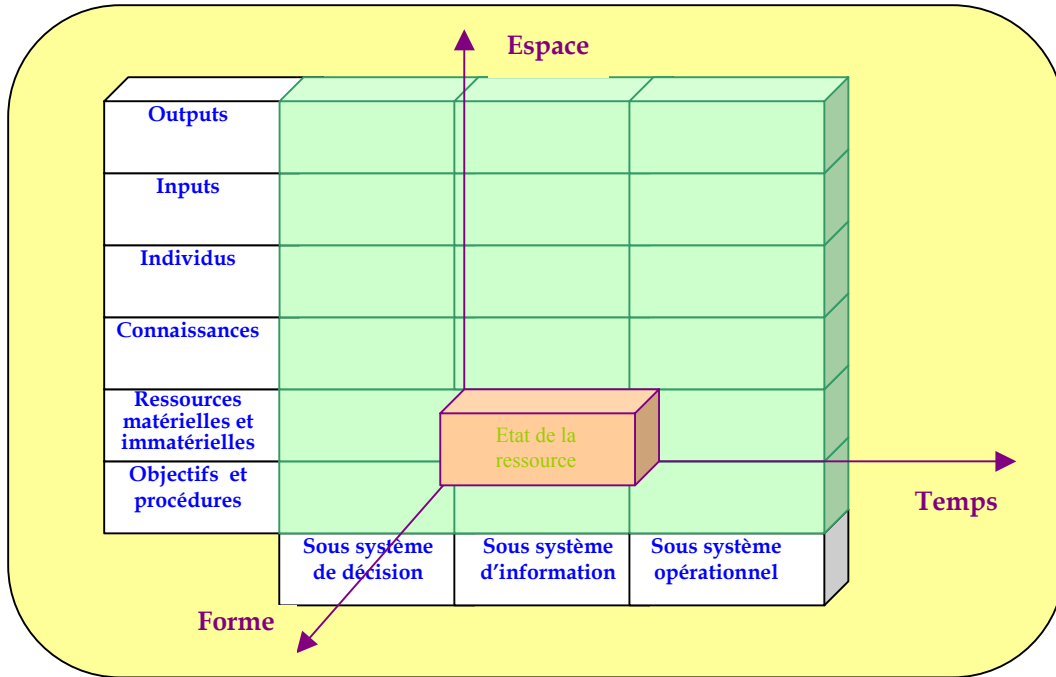 Espace
Outputs
Inputs
Individus
Connaissances
Ressources
matérielles et
immatérielles
Objectifs et
procédures
Etat de la
ressource
Temps
Sous système
de décision
Sous système
d'information
Sous système
opérationnel
Forme